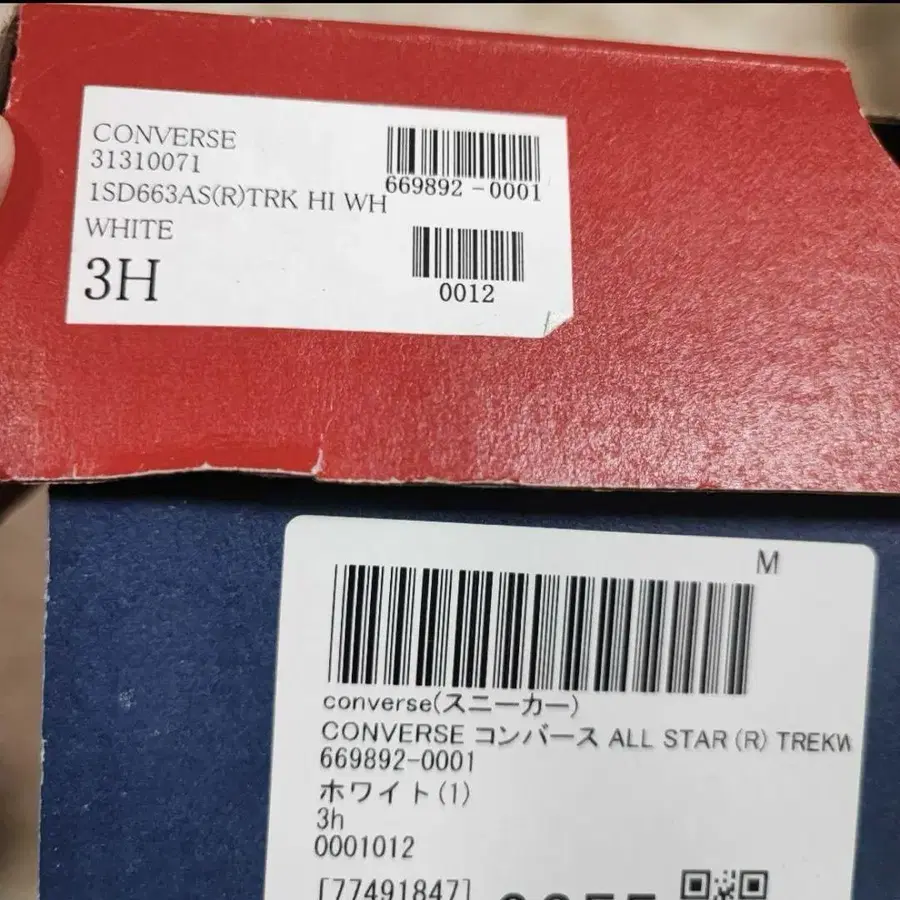 CONVERSE
31310071
1SD663AS(R)TRK HI WH
WHITE
3H
669892-0001
0012
M
converse(スニーカー)
CONVERSE コンバース ALL STAR (R) TREKW
669892-0001
ホワイト(1)
3h
0001012
[77491847]